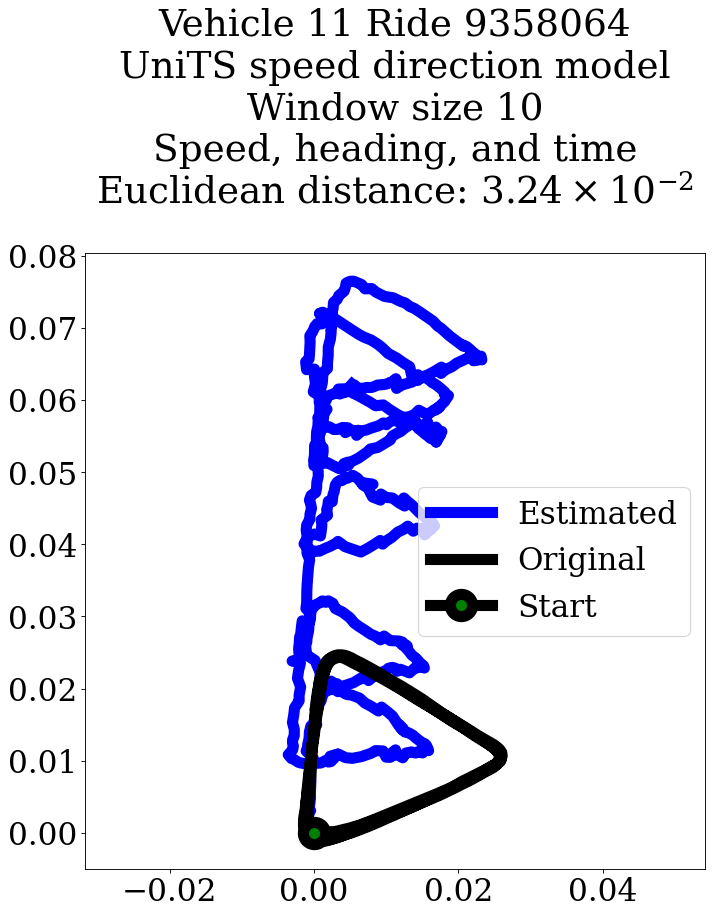 Vehicle 11 Ride 9358064
UniTS speed direction model
Window size 10
Speed, heading, and time
Euclidean distance: 3.24 × 10⁻²
0.08
0.07
0.06
0.05
0.04
0.03
0.02
0.01
0.00
Estimated
Original
Start
−0.02 0.00 0.02 0.04